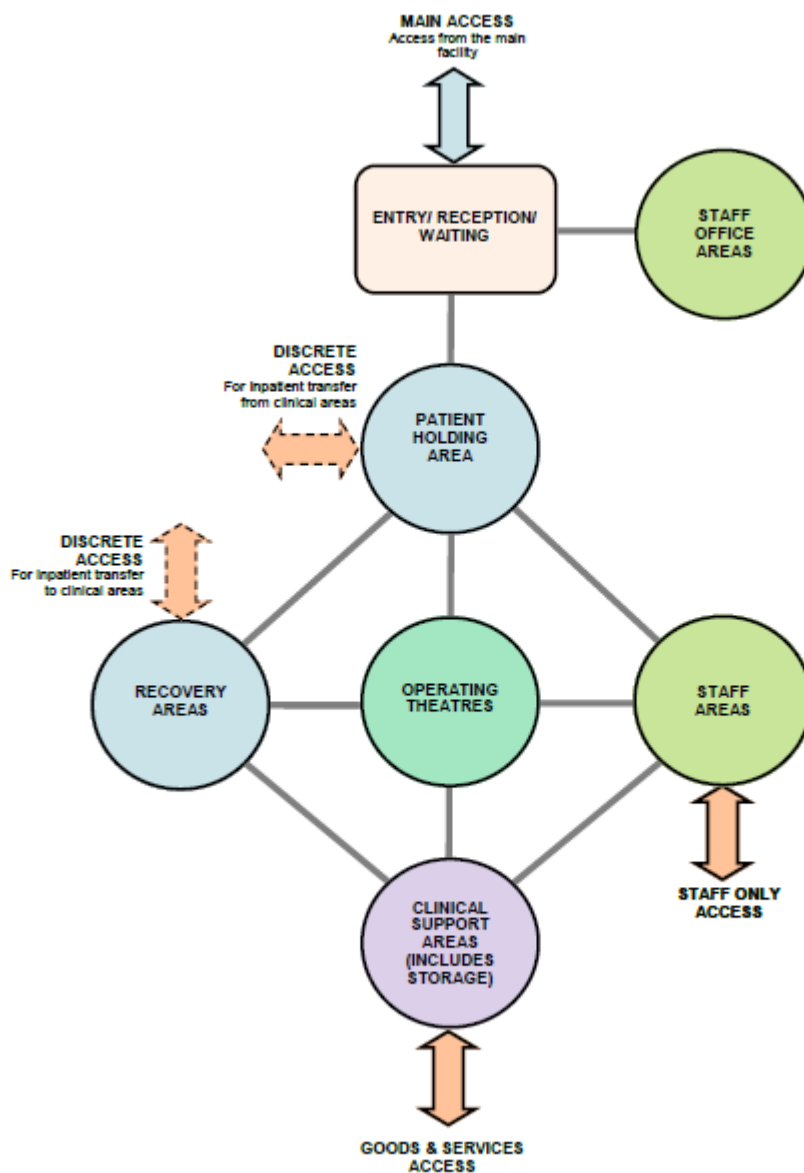 MAIN ACCESS
Access from the main
facility
ENTRY/ RECEPTION/
WAITING
STAFF
OFFICE
AREAS
DISCRETE
ACCESS
For Inpatient transfer
from clinical areas
PATIENT
HOLDING
AREA
DISCRETE
ACCESS
For Inpatient transfer
to clinical areas
RECOVERY
AREAS
OPERATING
THEATRES
STAFF
AREAS
STAFF ONLY
ACCESS
CLINICAL
SUPPORT
AREAS
(INCLUDES
STORAGE)
GOODS & SERVICES
ACCESS